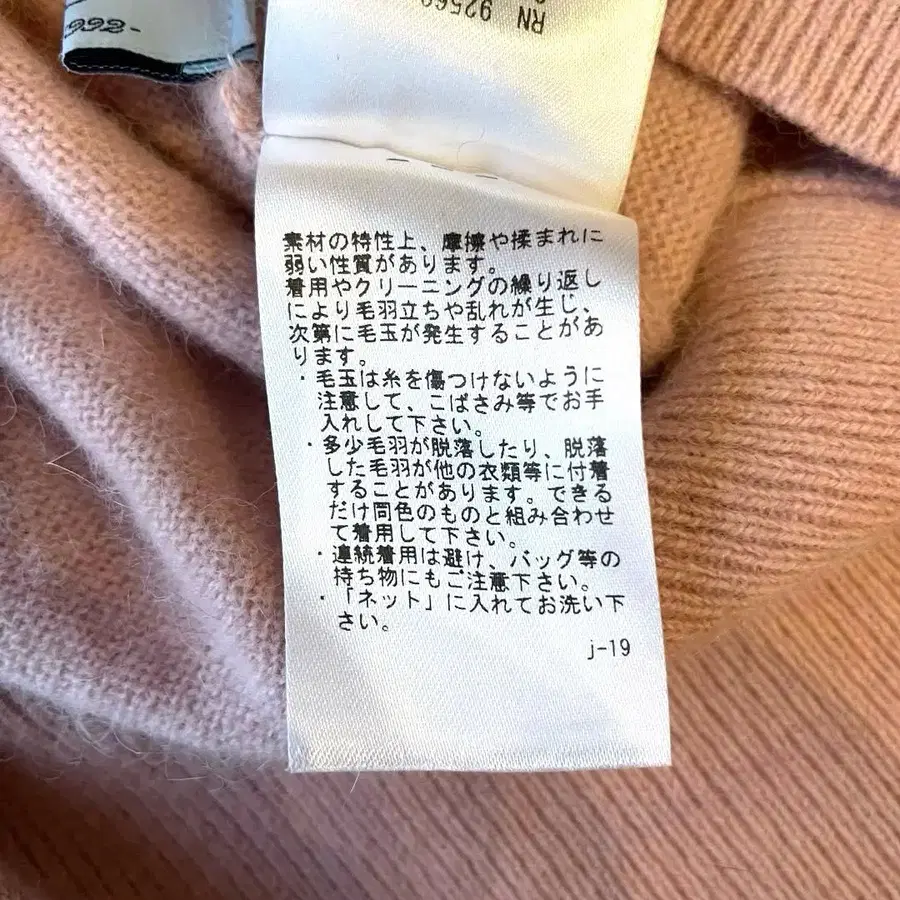 -1992-
RN 92569
素材の特性上、摩擦や揉まれに
弱い性質があります。
着用やクリーニングの繰り返し
により毛羽立ちや乱れが生じ、
次第に毛玉が発生することがあ
ります。
・毛玉は糸を傷つけないように
注意して、こばさみ等でお手
入れして下さい。
・多少毛羽が脱落したり、脱落
した毛羽が他の衣類等に付着
することがあります。できる
だけ同色のものと組み合わせ
て着用して下さい。
・連続着用は避け、バッグ等の
持ち物にもご注意下さい。
・「ネット」に入れてお洗い下
さい。
j-19